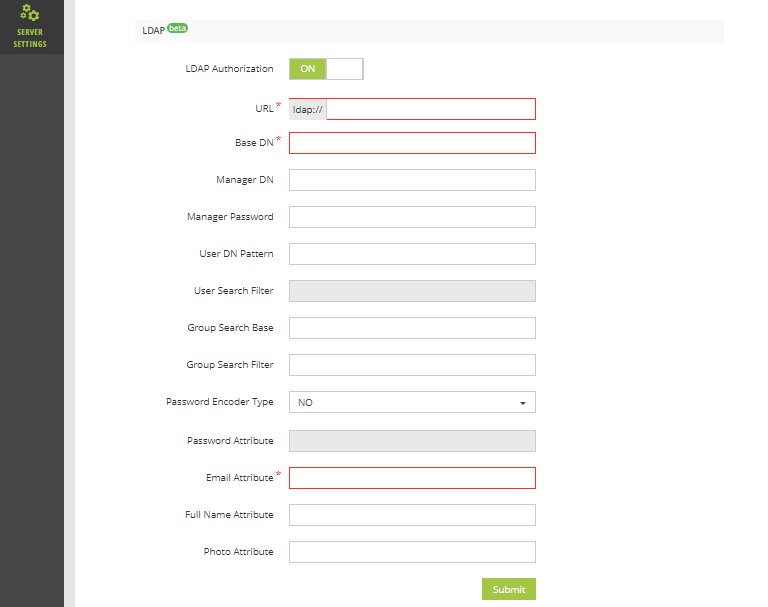 SERVER
SETTINGS
LDAP beta
LDAP Authorization ON
URL * ldap://
Base DN *
Manager DN
Manager Password
User DN Pattern
User Search Filter
Group Search Base
Group Search Filter
Password Encoder Type NO
Password Attribute
Email Attribute *
Full Name Attribute
Photo Attribute
Submit